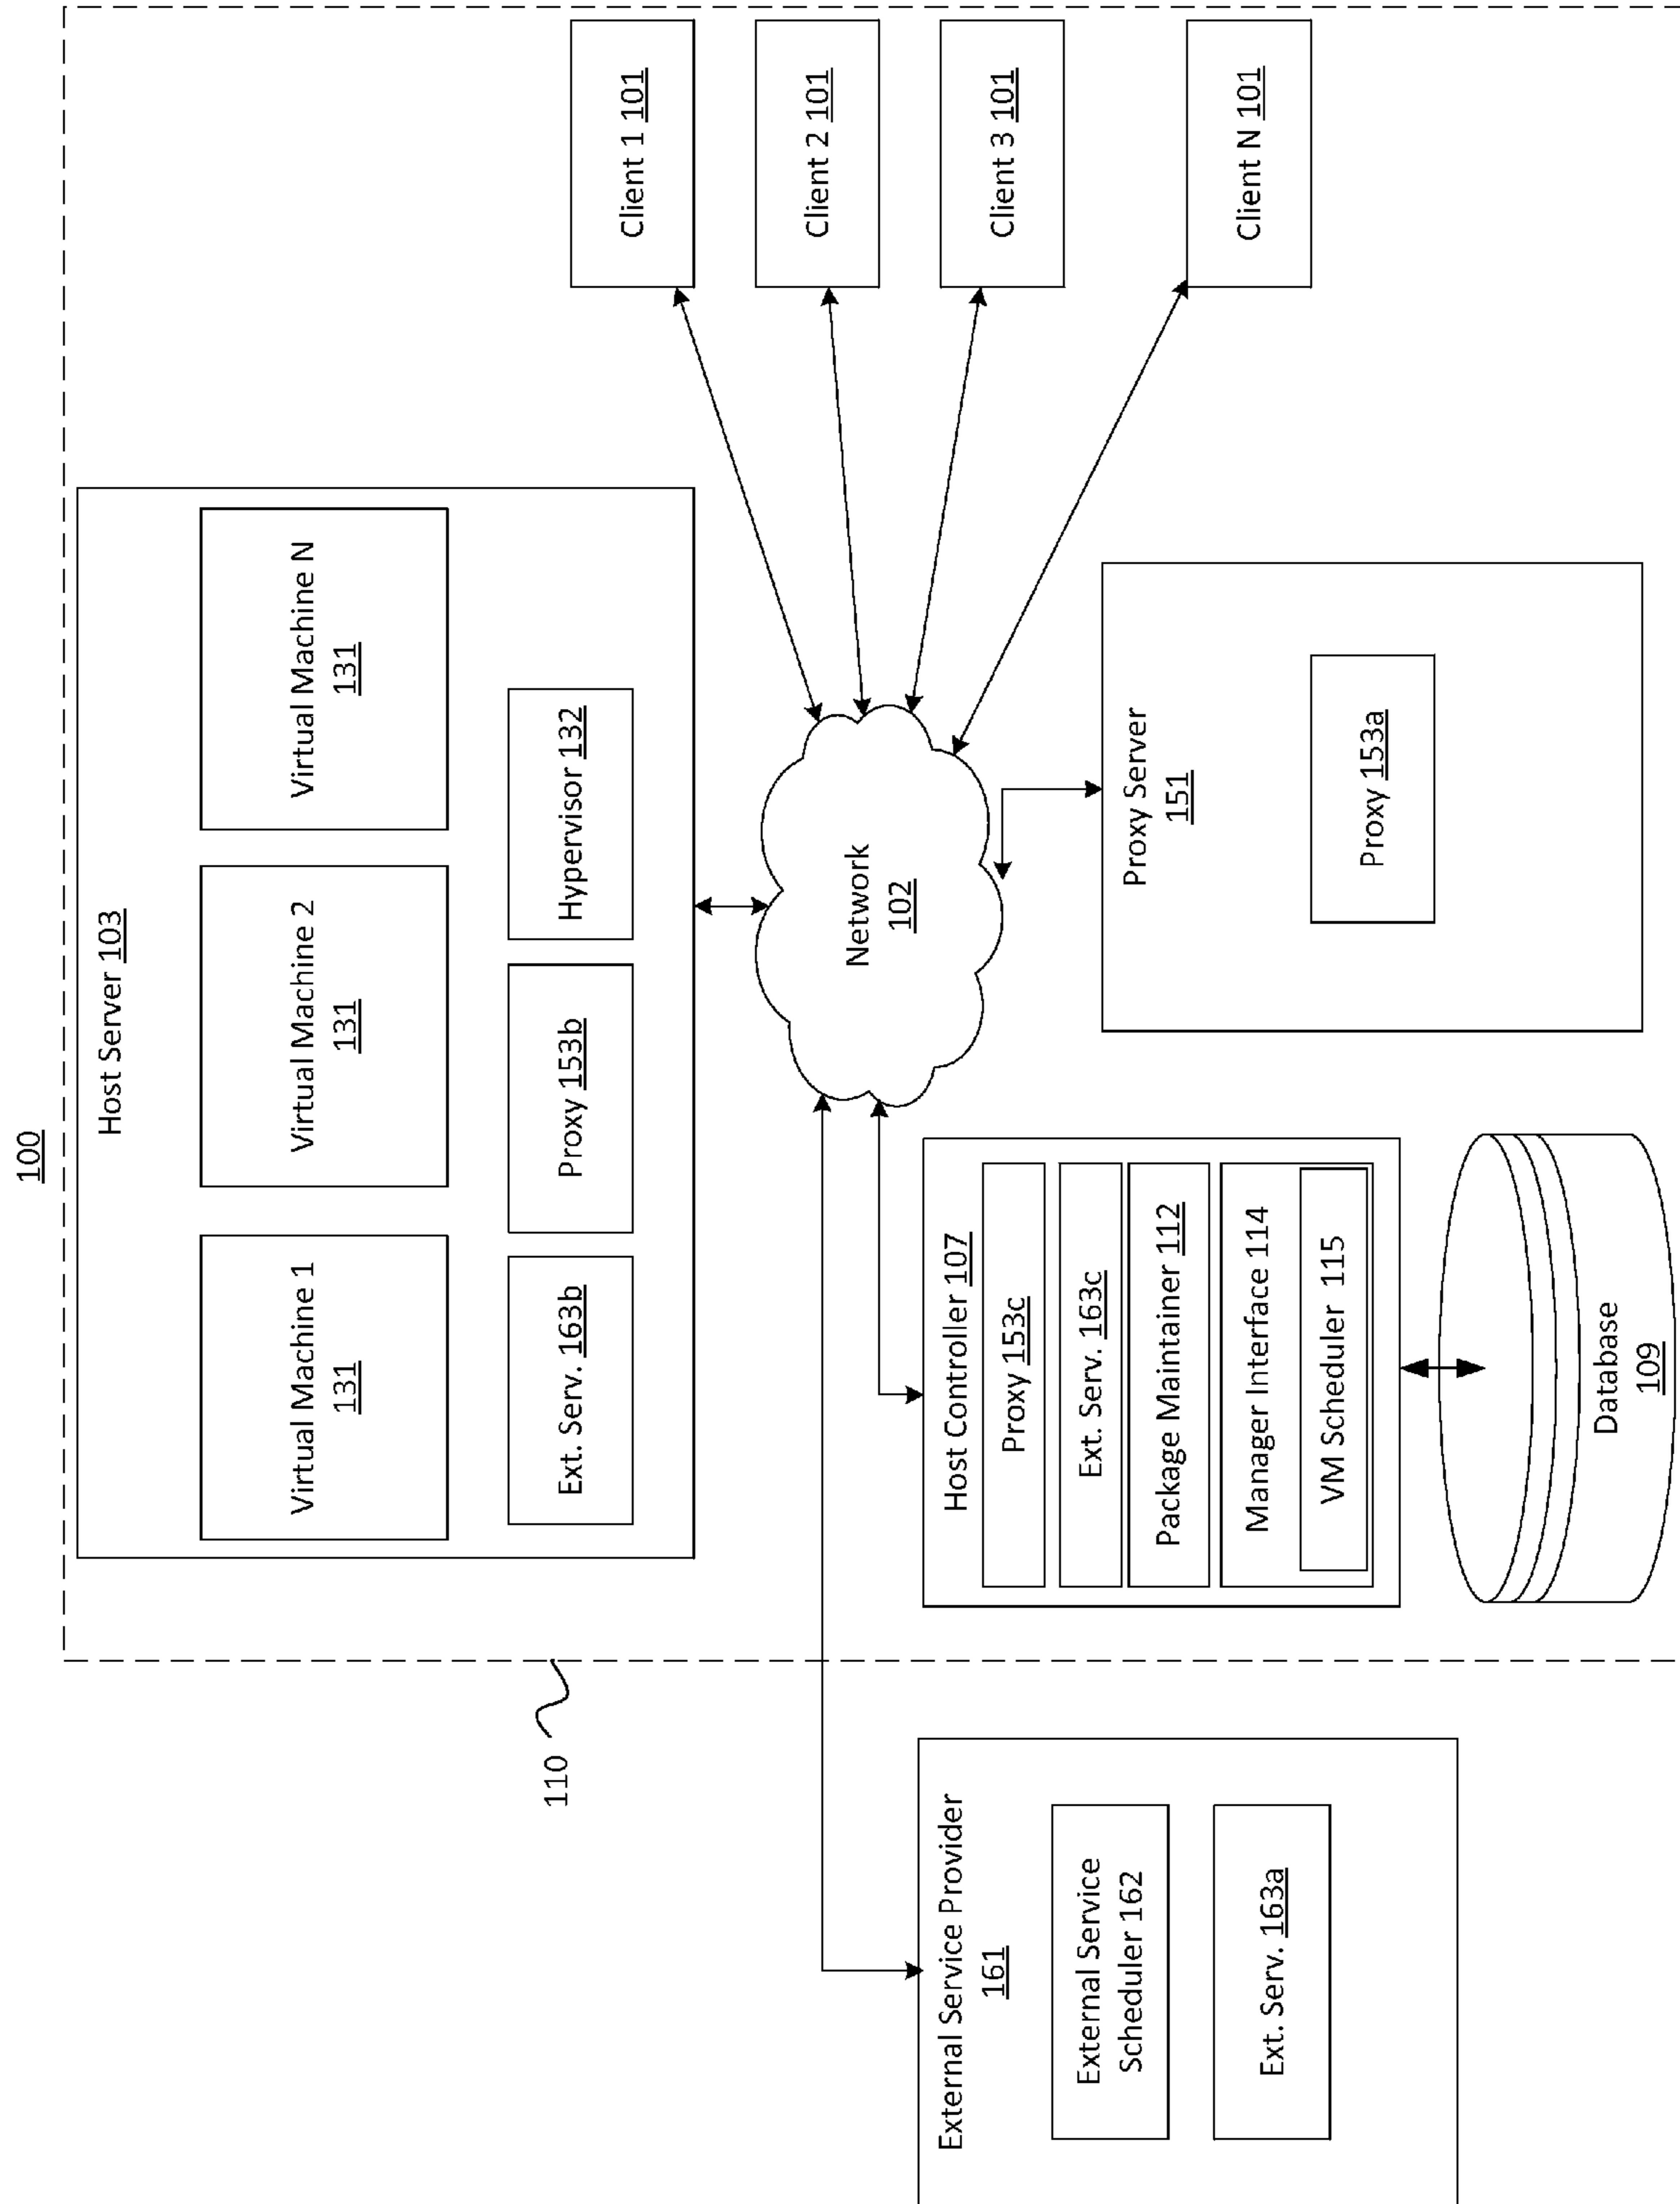 100
Host Server 103
Virtual Machine 1
131
Virtual Machine 2
131
Virtual Machine N
131
Ext. Serv. 163b
Proxy 153b
Hypervisor 132
110
Client 1 101
Client 2 101
Client 3 101
Client N 101
Network
102
External Service Provider
161
External Service
Scheduler 162
Ext. Serv. 163a
Host Controller 107
Proxy 153c
Ext. Serv. 163c
Package Maintainer 112
Manager Interface 114
VM Scheduler 115
Database
109
Proxy Server
151
Proxy 153a